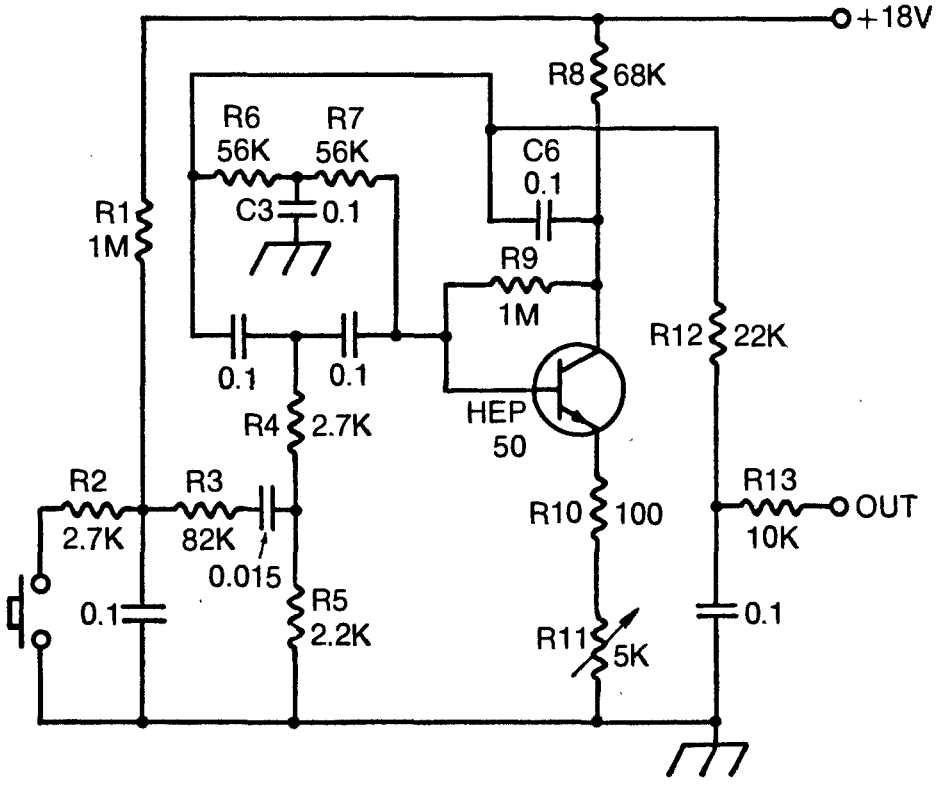 +18V
R8 68K
R6
56K
R7
56K
C6
0.1
C3 0.1
R1
1M
R9
1M
R12 22K
0.1
0.1
HEP
50
R4 2.7K
R2
2.7K
R3
82K
0.015
R10 100
R13
10K
OUT
0.1
R5
2.2K
R11 5K
0.1